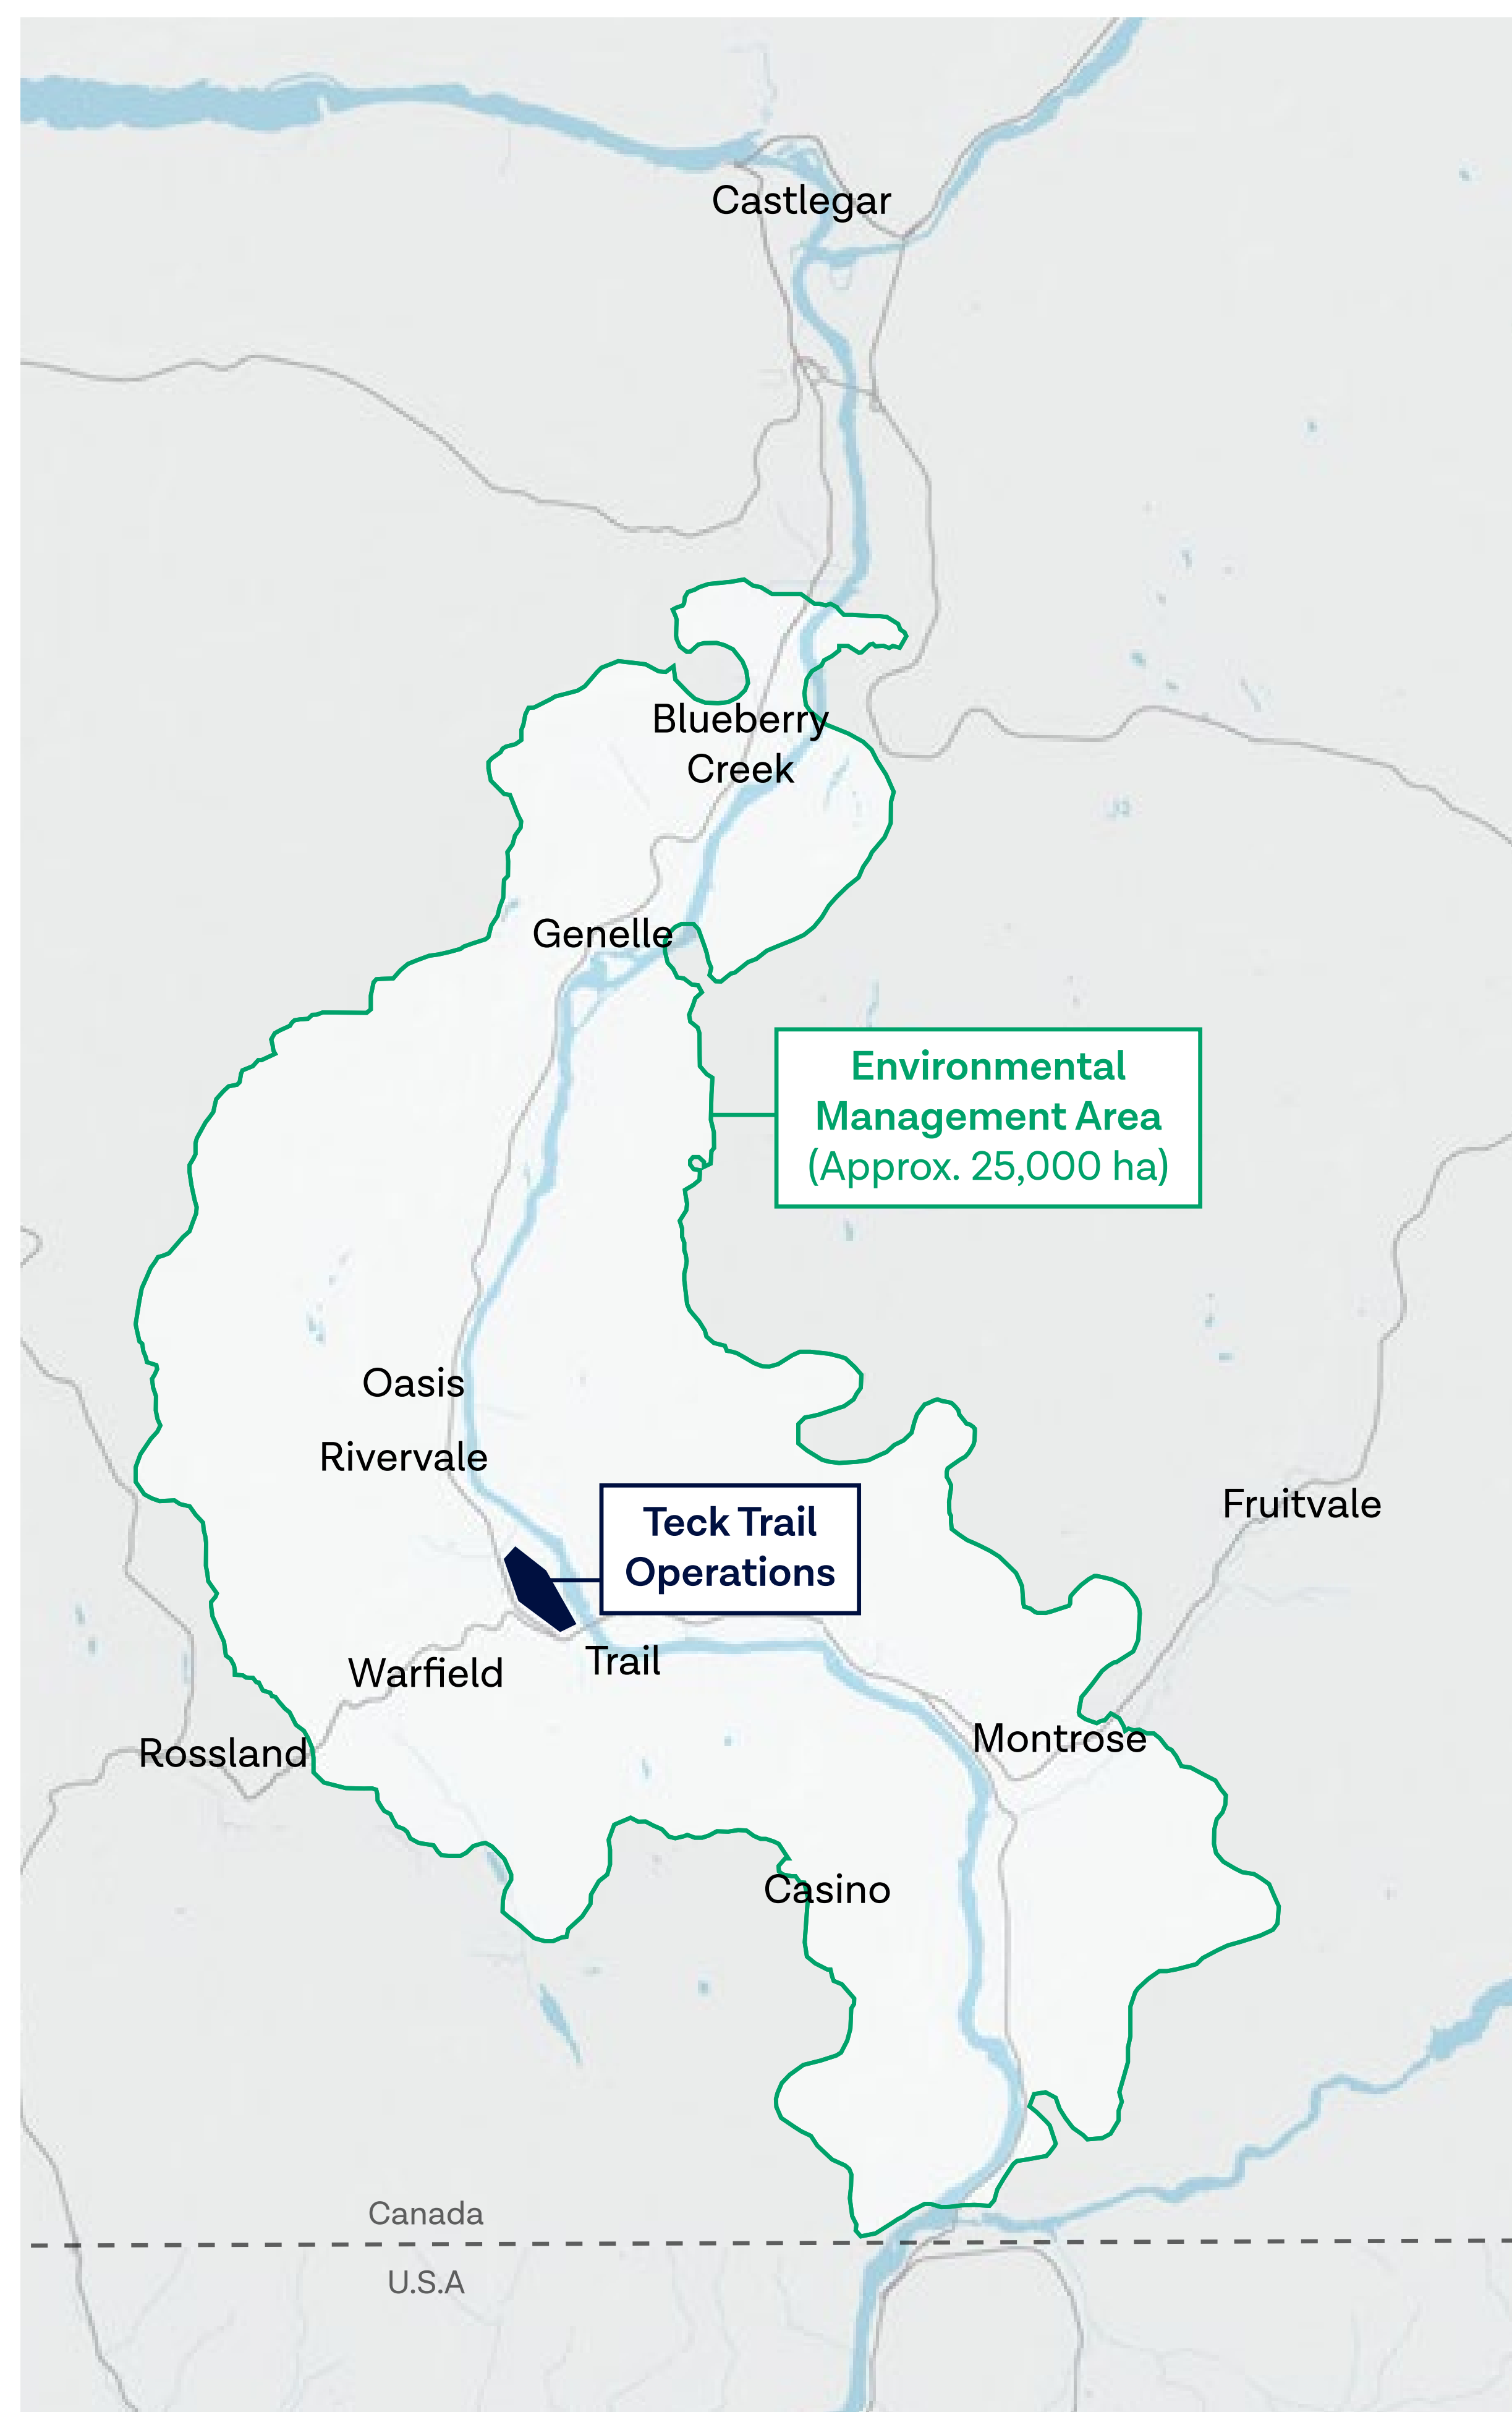 Castlegar
Blueberry
Creek
Genelle
Environmental
Management Area
(Approx. 25,000 ha)
Oasis
Rivervale
Fruitvale
Teck Trail
Operations
Trail
Warfield
Montrose
Rossland
Casino
Canada
U.S.A